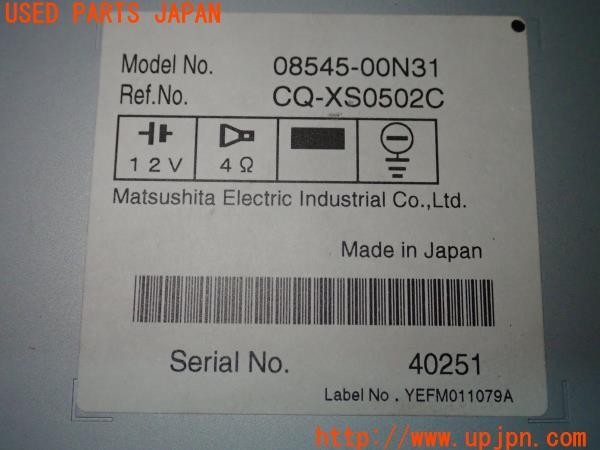 USED PARTS JAPAN
Model No. 08545-00N31
Ref.No. CQ-XS0502C
12V 4Ω
Matsushita Electric Industrial Co.,Ltd.
Made in Japan
Serial No. 40251
Label No. YEFM011079A
http://www.upjpn.com